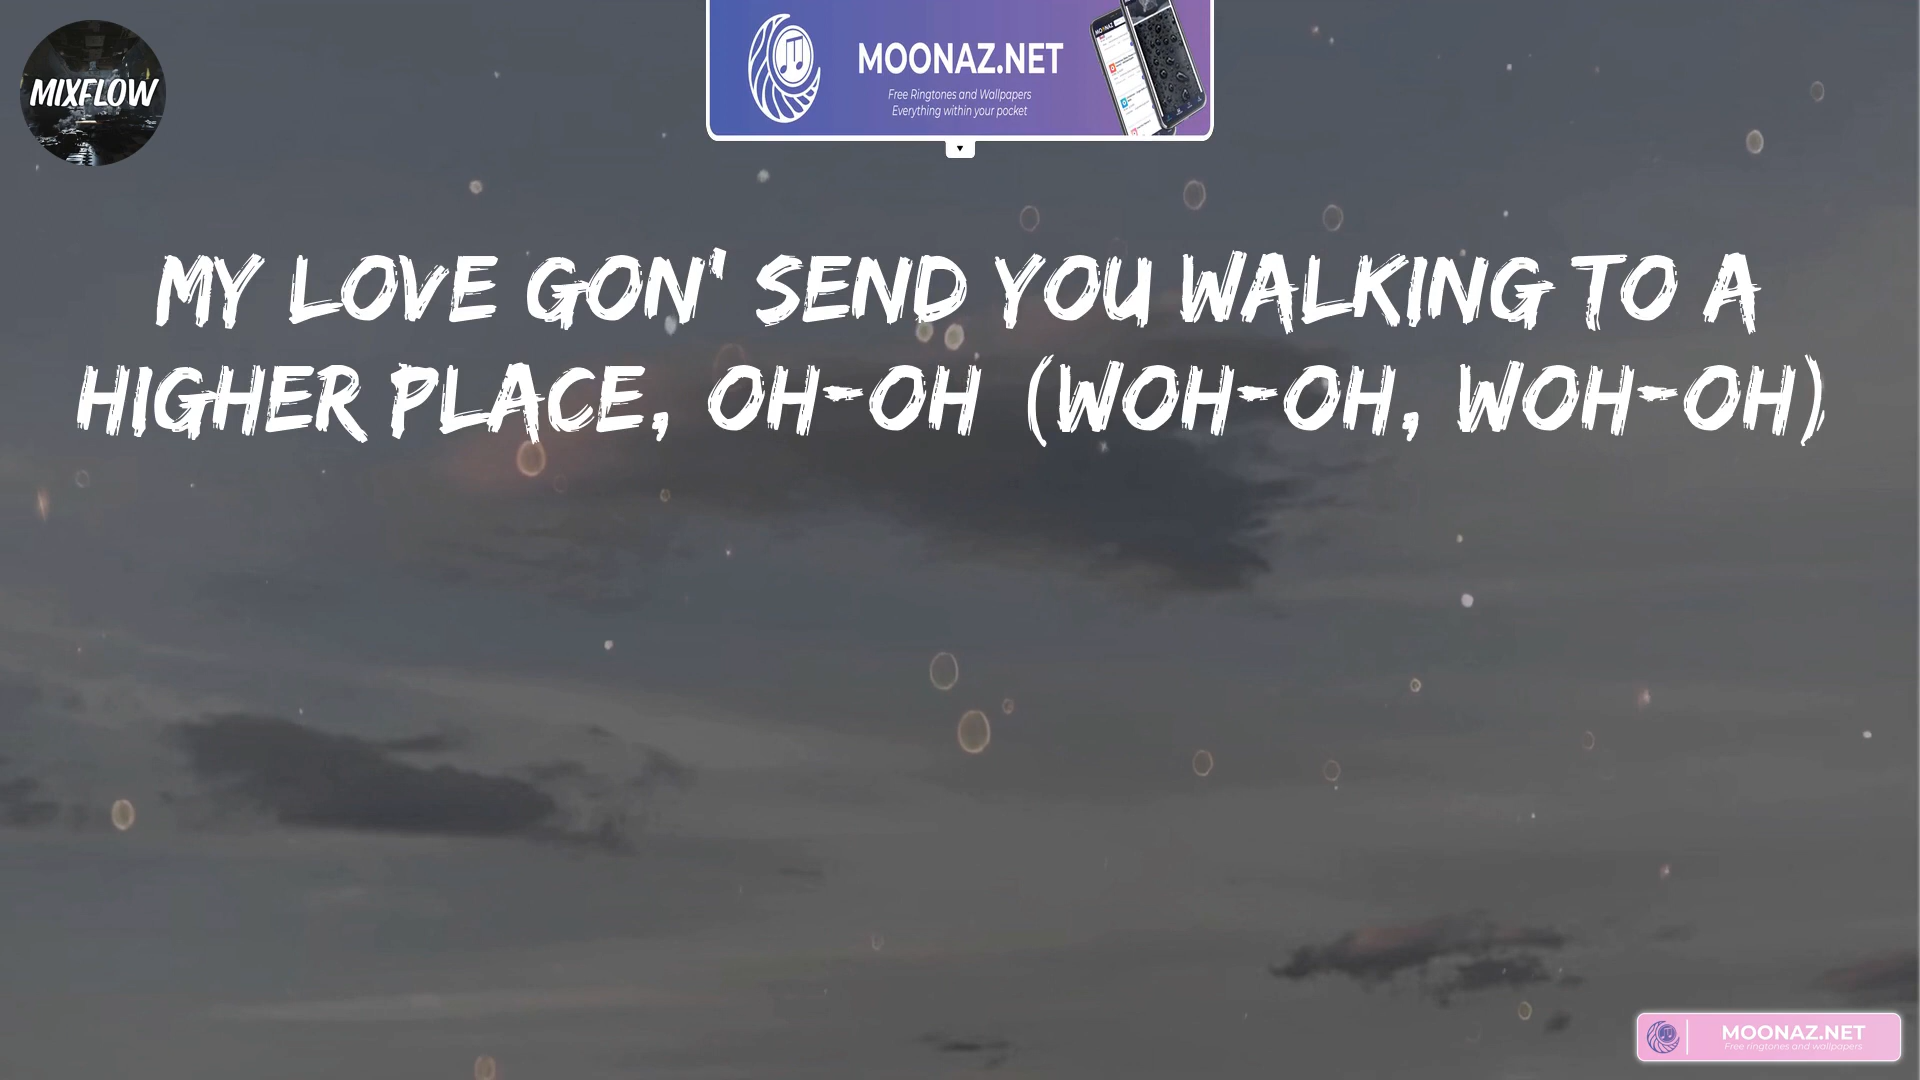 MIXFLOW
MOONAZ.NET
Free Ringtones and Wallpapers
Everything within your pocket
MY LOVE GON' SEND YOU WALKING TO A
HIGHER PLACE, OH-OH (WOH-OH, WOH-OH)
MOONAZ.NET
Free ringtones and wallpapers